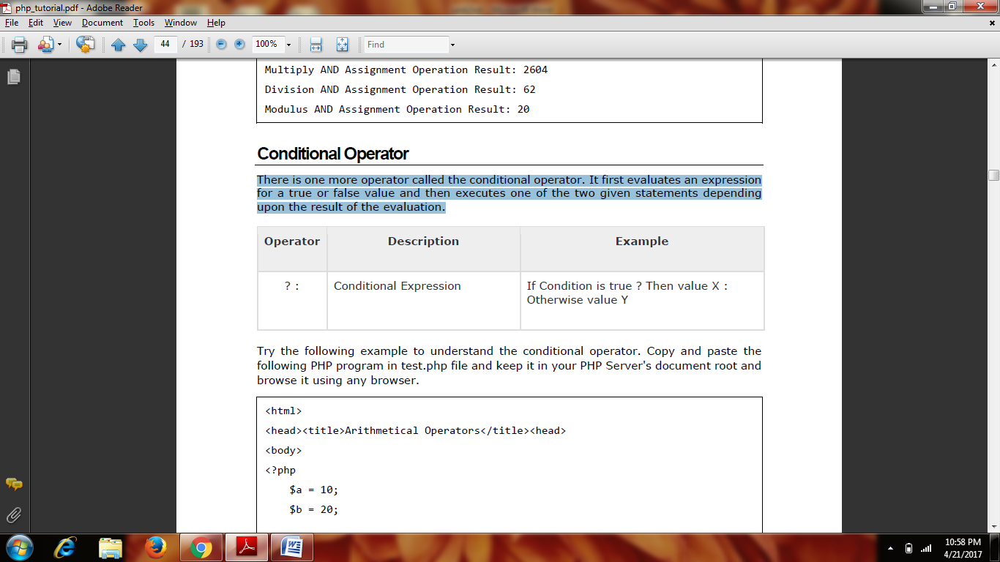 php_tutorial.pdf - Adobe Reader
File Edit View Document Tools Window Help
44 / 193 100% Find
Multiply AND Assignment Operation Result: 2604
Division AND Assignment Operation Result: 62
Modulus AND Assignment Operation Result: 20
Conditional Operator
There is one more operator called the conditional operator. It first evaluates an expression
for a true or false value and then executes one of the two given statements depending
upon the result of the evaluation.
Operator Description Example
? : Conditional Expression If Condition is true ? Then value X :
Otherwise value Y
Try the following example to understand the conditional operator. Copy and paste the
following PHP program in test.php file and keep it in your PHP Server's document root and
browse it using any browser.
<html>
<head><title>Arithmetical Operators</title><head>
<body>
<?php
$a = 10;
$b = 20;
10:58 PM
4/21/2017